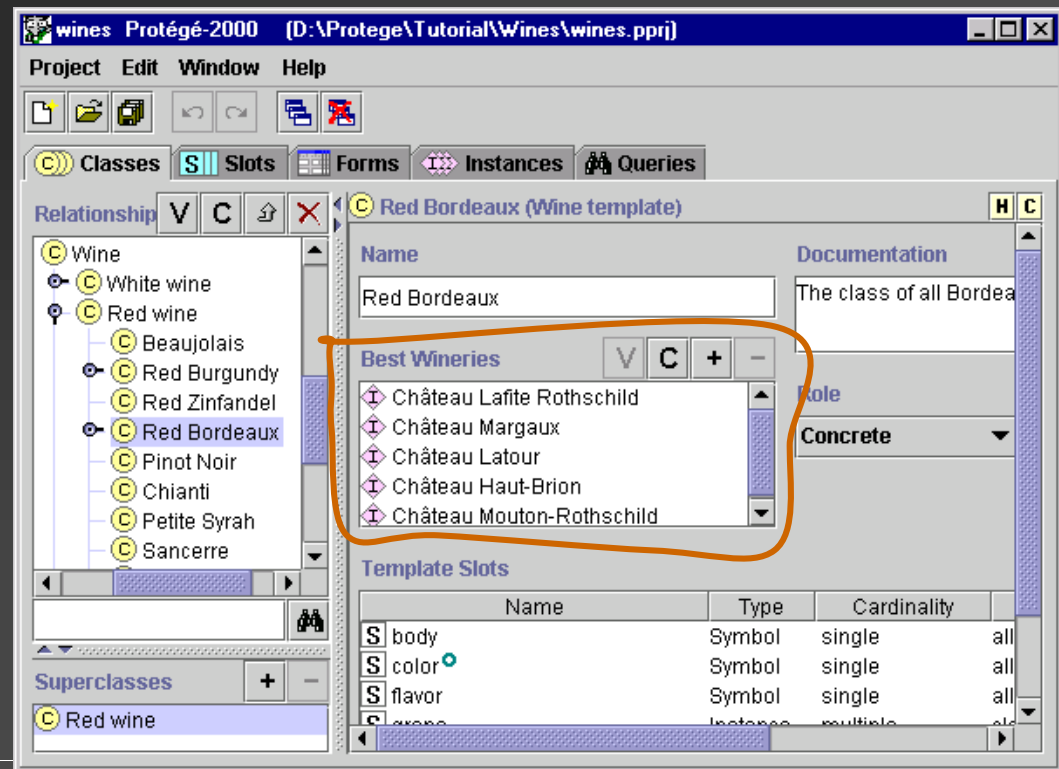 wines Protégé-2000 (D:\Protege\Tutorial\Wines\wines.pprj)
Project Edit Window Help
C Classes S Slots Forms I Instances Queries
Relationship V C
C Wine
C White wine
C Red wine
C Beaujolais
C Red Burgundy
C Red Zinfandel
C Red Bordeaux
C Pinot Noir
C Chianti
C Petite Syrah
C Sancerre
Superclasses + −
C Red wine
C Red Bordeaux (Wine template) H C
Name
Red Bordeaux
Documentation
The class of all Bordea
Best Wineries V C + −
I Château Lafite Rothschild
I Château Margaux
I Château Latour
I Château Haut-Brion
I Château Mouton-Rothschild
Role
Concrete
Template Slots
Name Type Cardinality
S body Symbol single all
S color Symbol single all
S flavor Symbol single all